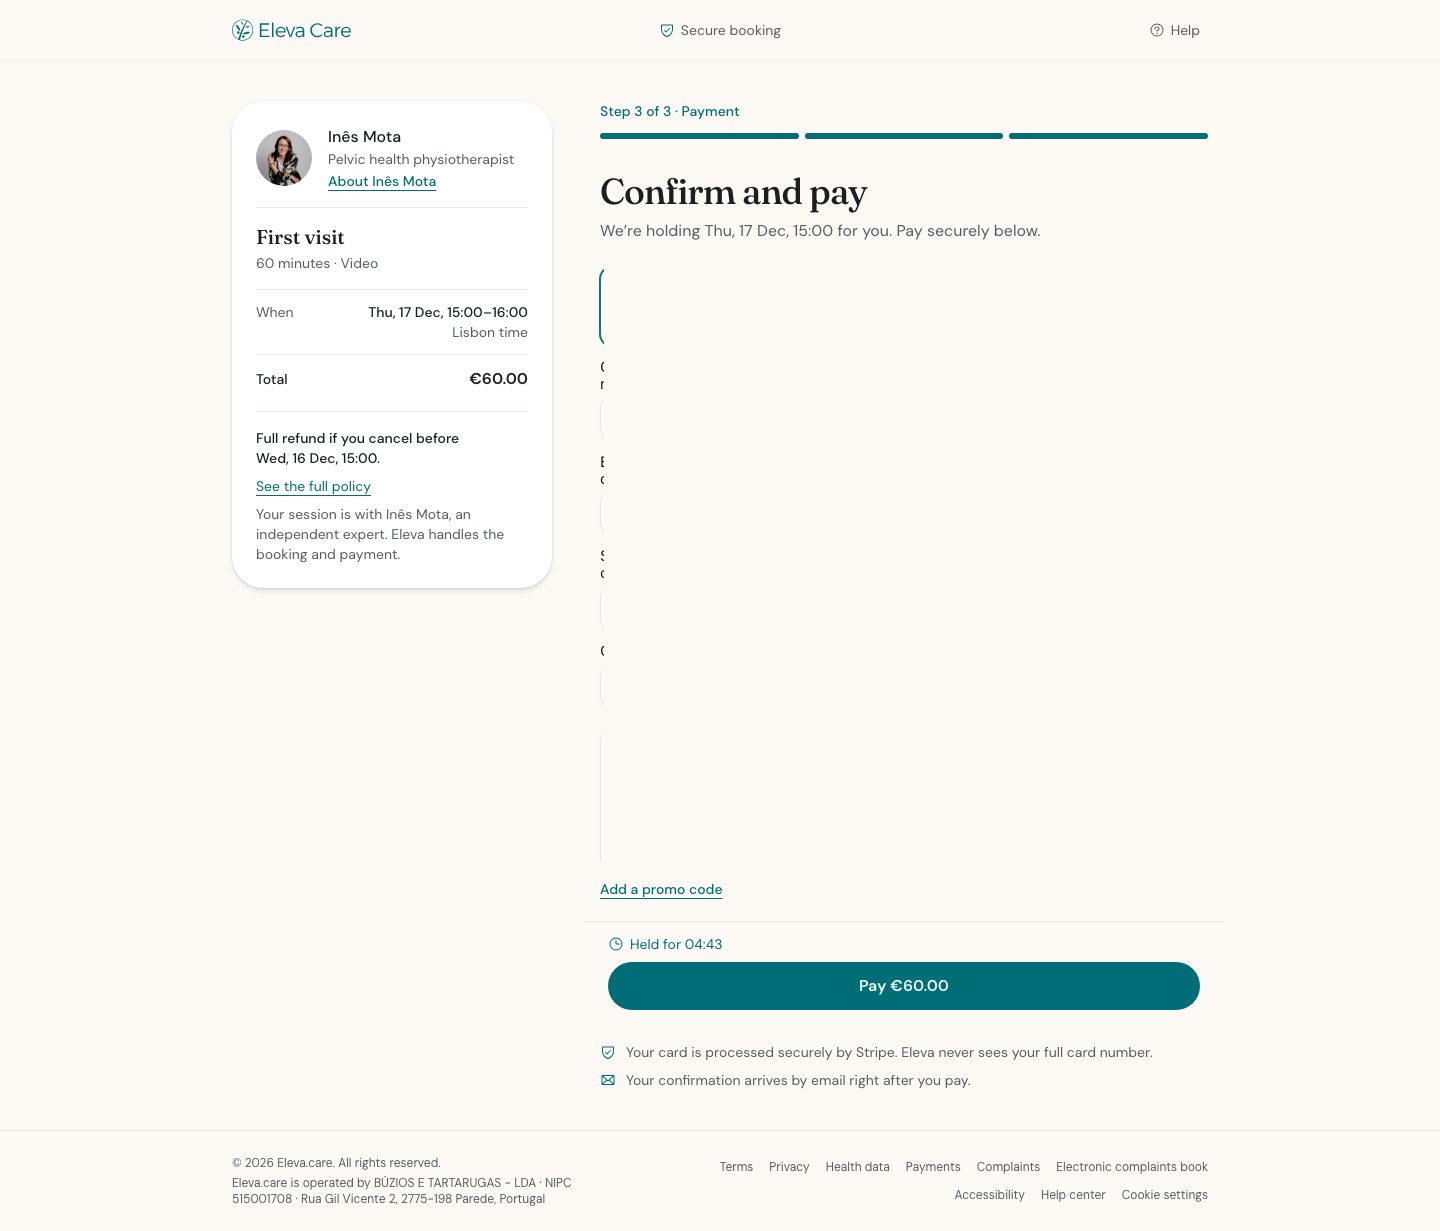 Eleva Care
Secure booking
Help
Inês Mota
Pelvic health physiotherapist
About Inês Mota
First visit
60 minutes · Video
When
Thu, 17 Dec, 15:00–16:00
Lisbon time
Total
€60.00
Full refund if you cancel before
Wed, 16 Dec, 15:00.
See the full policy
Your session is with Inês Mota, an
independent expert. Eleva handles the
booking and payment.
Step 3 of 3 · Payment
Confirm and pay
We’re holding Thu, 17 Dec, 15:00 for you. Pay securely below.
Add a promo code
Held for 04:43
Pay €60.00
Your card is processed securely by Stripe. Eleva never sees your full card number.
Your confirmation arrives by email right after you pay.
© 2026 Eleva.care. All rights reserved.
Eleva.care is operated by BÚZIOS E TARTARUGAS - LDA · NIPC
515001708 · Rua Gil Vicente 2, 2775-198 Parede, Portugal
Terms
Privacy
Health data
Payments
Complaints
Electronic complaints book
Accessibility
Help center
Cookie settings